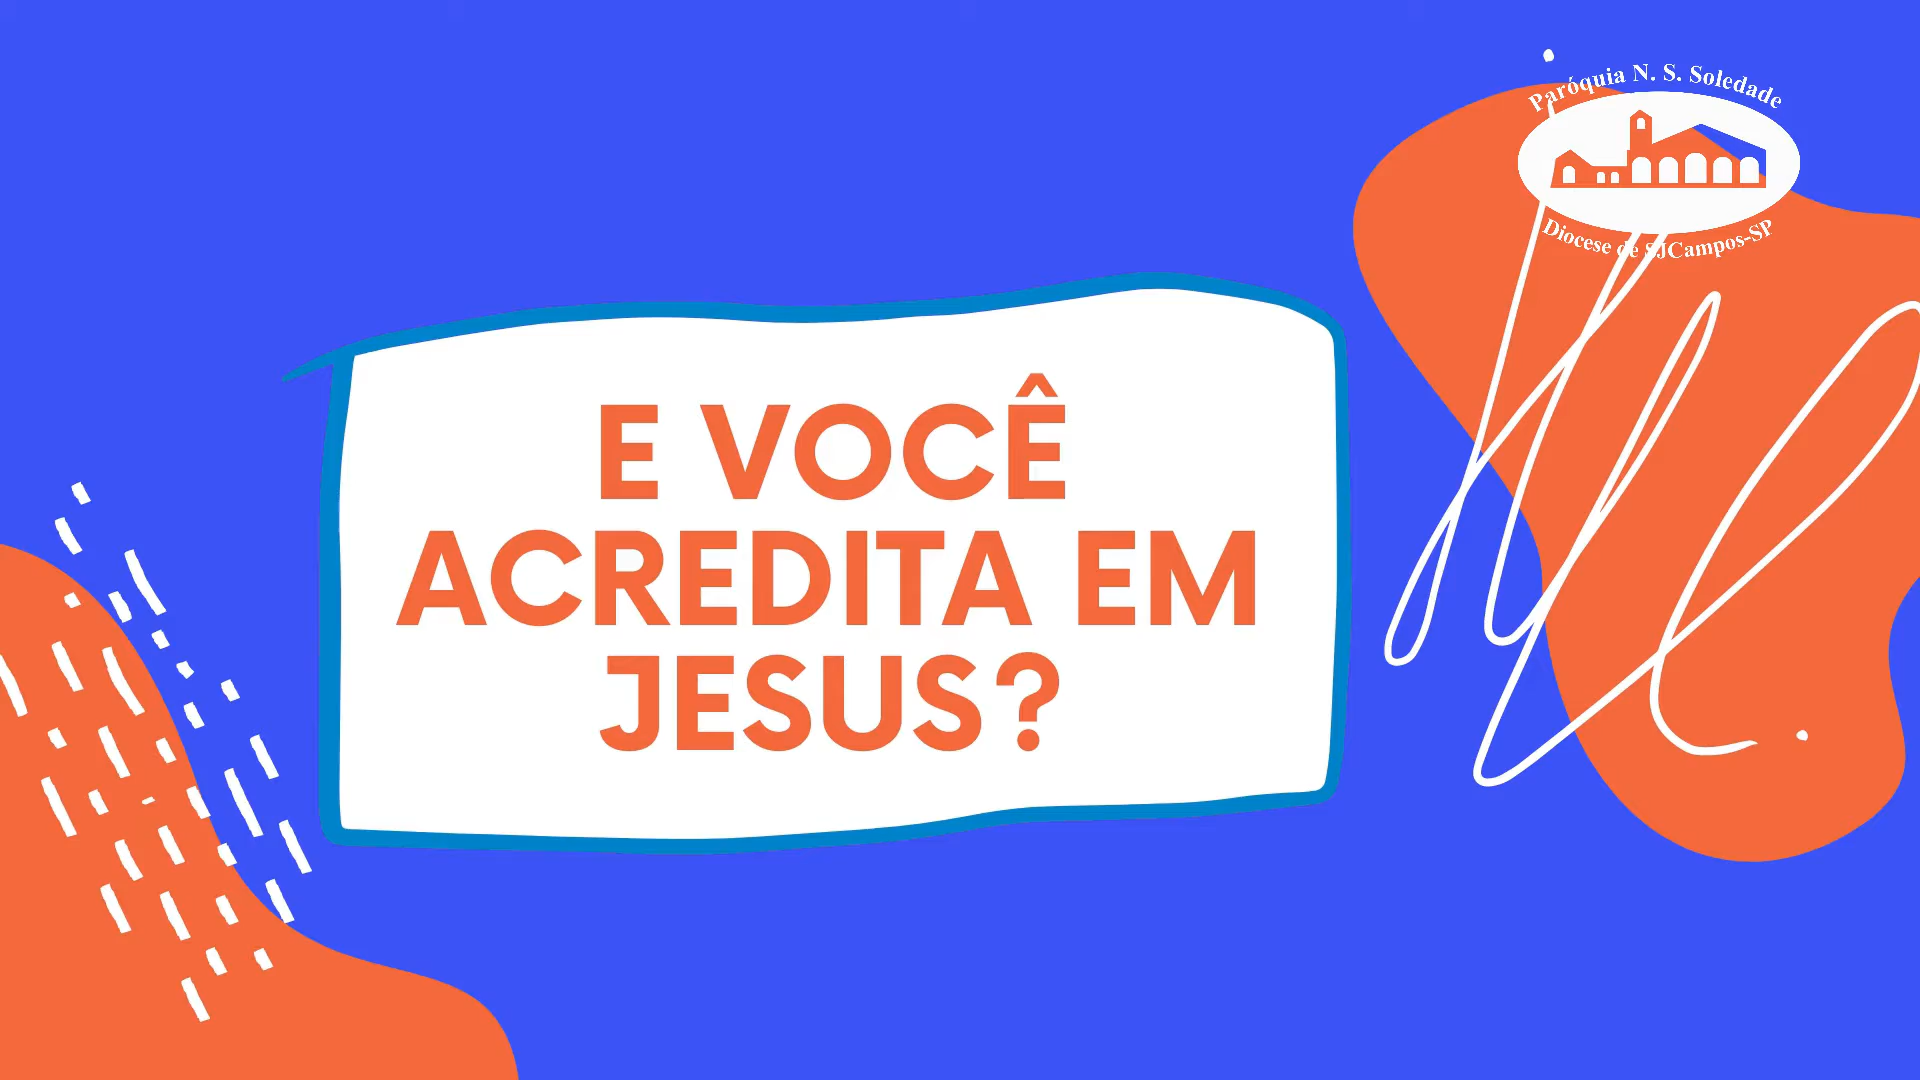 Paróquia N. S. Soledade
Diocese de SJCampos-SP
E VOCÊ
ACREDITA EM
JESUS?